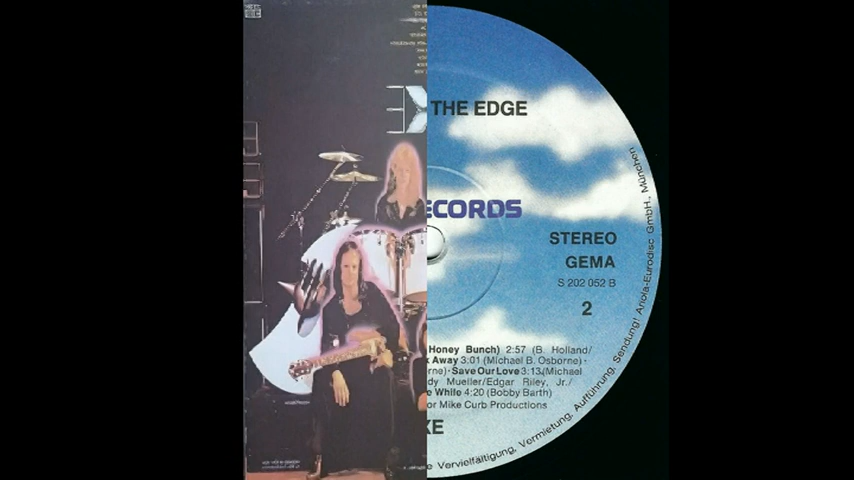 THE EDGE
ECORDS
STEREO
GEMA
S 202 052 B
2
Honey Bunch) 2:57 (B. Holland/
k Away 3:01 (Michael B. Osborne) ·
rne) · Save Our Love 3:13 (Michael
dy Mueller/Edgar Riley, Jr./
e While 4:20 (Bobby Barth)
or Mike Curb Productions
XE
e Vervielfältigung, Vermietung, Aufführung, Sendung! Ariola-Eurodisc GmbH., München